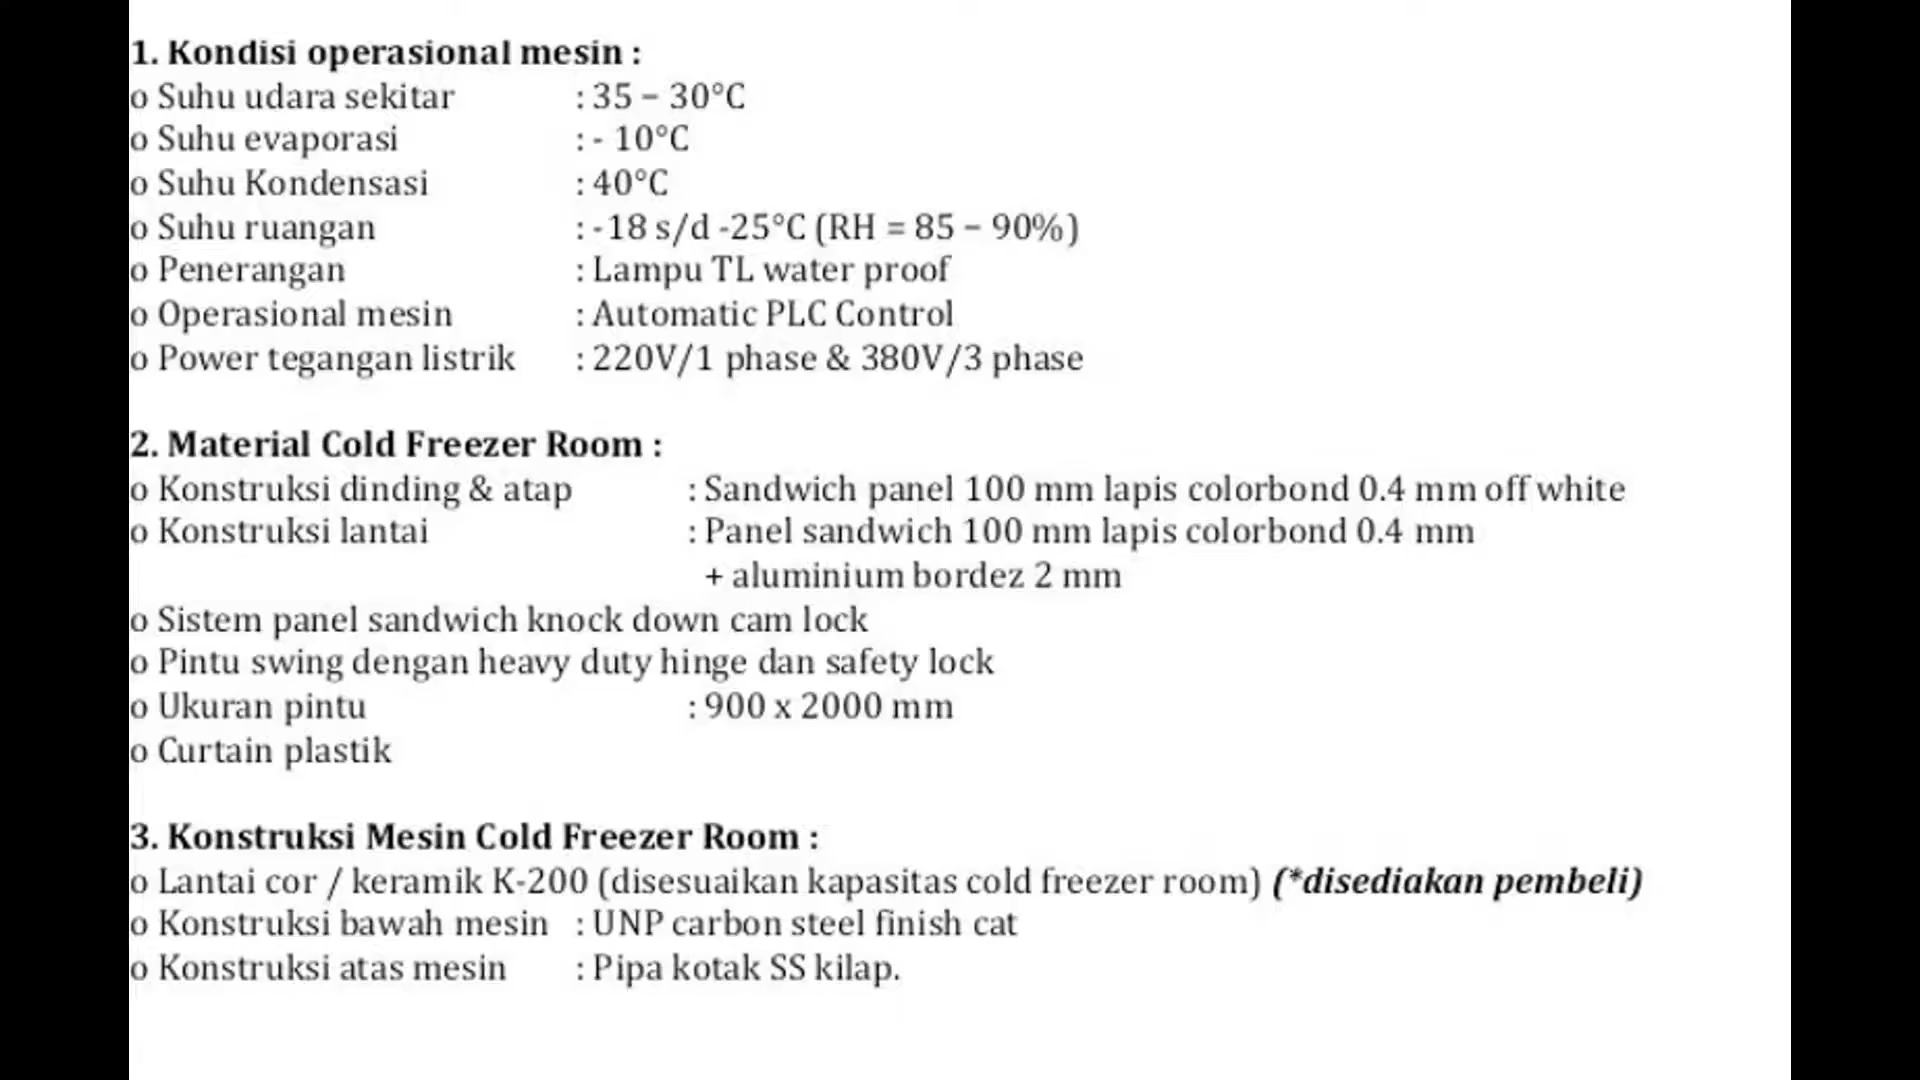 1. Kondisi operasional mesin :
o Suhu udara sekitar : 35 – 30°C
o Suhu evaporasi : - 10°C
o Suhu Kondensasi : 40°C
o Suhu ruangan : -18 s/d -25°C (RH = 85 – 90%)
o Penerangan : Lampu TL water proof
o Operasional mesin : Automatic PLC Control
o Power tegangan listrik : 220V/1 phase & 380V/3 phase
2. Material Cold Freezer Room :
o Konstruksi dinding & atap : Sandwich panel 100 mm lapis colorbond 0.4 mm off white
o Konstruksi lantai : Panel sandwich 100 mm lapis colorbond 0.4 mm
+ aluminium bordez 2 mm
o Sistem panel sandwich knock down cam lock
o Pintu swing dengan heavy duty hinge dan safety lock
o Ukuran pintu : 900 x 2000 mm
o Curtain plastik
3. Konstruksi Mesin Cold Freezer Room :
o Lantai cor / keramik K-200 (disesuaikan kapasitas cold freezer room) (*disediakan pembeli)
o Konstruksi bawah mesin : UNP carbon steel finish cat
o Konstruksi atas mesin : Pipa kotak SS kilap.